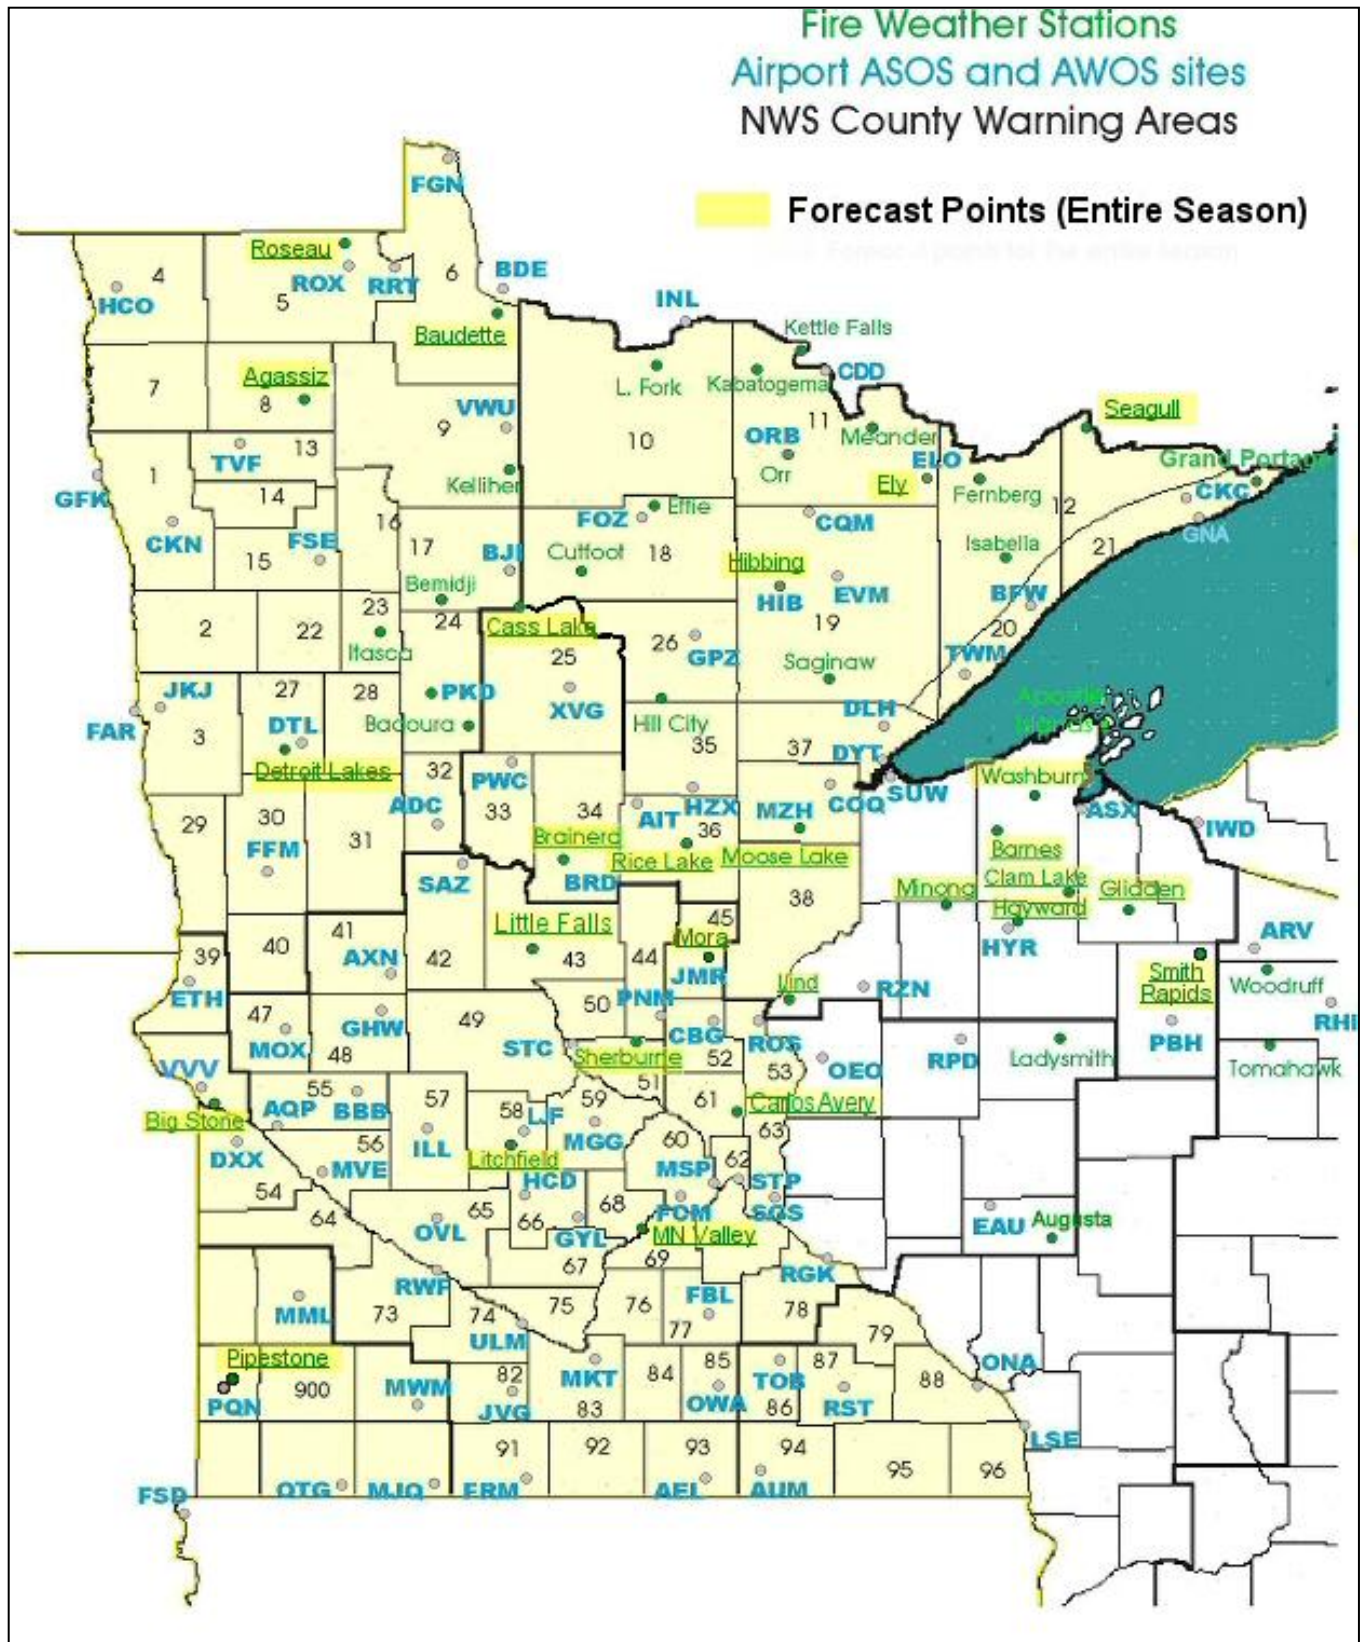 Fire Weather Stations
Airport ASOS and AWOS sites
NWS County Warning Areas
Forecast Points (Entire Season)
Forecast points for the entire season
FGN
Roseau
4
5
ROX
RRT
6
BDE
HCO
INL
Baudette
Kettle Falls
CDD
Agassiz
7
8
L. Fork
Kabatogema
VWU
9
10
11
Seagull
ORB
Meander
13
TVF
ELO
Grand Portage
1
Orr
Ely
Fernberg
GFK
Kelliher
14
CKC
Effie
12
FOZ
CQM
16
CKN
FSE
17
BJI
Cutfoot
18
Isabella
21
GNA
15
Hibbing
Bemidji
HIB
EVM
BFW
23
2
22
24
Cass Lake
19
20
Itasca
25
26
GPZ
TWM
Saginaw
JKJ
27
28
PKD
XVG
Apostle
Islands
FAR
3
DTL
Badoura
Hill City
DLH
35
37
DYT
Detroit Lakes
32
PWC
Washburn
SUW
29
30
ADC
33
34
AIT
HZX
MZH
COQ
ASX
IWD
FFM
31
Brainerd
36
Rice Lake
Moose Lake
Barnes
SAZ
BRD
Clam Lake
38
Minong
Glidden
Hayward
41
Little Falls
45
Mora
39
40
AXN
42
43
44
HYR
ARV
JMR
Smith
Rapids
ETH
Lind
RZN
Woodruff
50
PNM
47
GHW
49
RHI
MOX
48
STC
CBG
ROS
PBH
Sherburne
52
OEO
RPD
Ladysmith
Tomahawk
VVV
53
55
57
51
Big Stone
AQP
BBB
58
LJF
59
61
Carlos Avery
56
ILL
MGG
60
63
DXX
MVE
Litchfield
MSP
62
STP
54
HCD
64
65
66
68
FCM
SGS
OVL
GYL
MN Valley
EAU
Augusta
67
69
RGK
RWF
MML
73
74
75
76
FBL
78
ULM
77
79
Pipestone
82
84
85
87
ONA
PQN
900
MWM
MKT
TOB
88
JVG
83
OWA
86
RST
LSE
91
92
93
94
95
96
FSD
OTG
MJQ
FRM
AEL
AUM